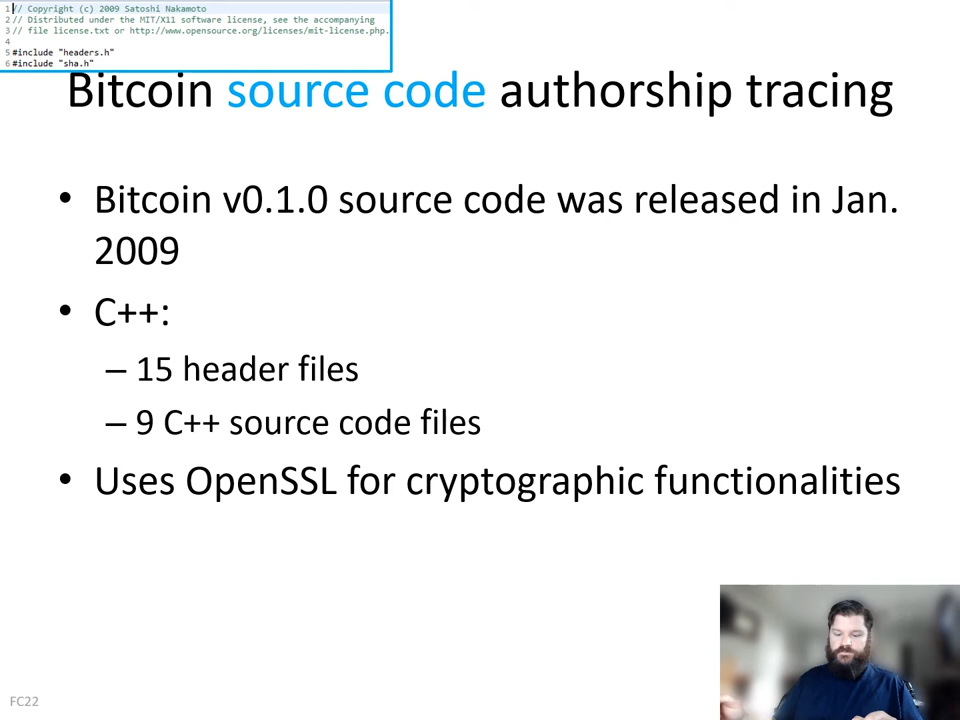 1 // Copyright (c) 2009 Satoshi Nakamoto
2 // Distributed under the MIT/X11 software license, see the accompanying
3 // file license.txt or http://www.opensource.org/licenses/mit-license.php.
4
5 #include "headers.h"
6 #include "sha.h"
Bitcoin source code authorship tracing
• Bitcoin v0.1.0 source code was released in Jan.
2009
• C++:
– 15 header files
– 9 C++ source code files
• Uses OpenSSL for cryptographic functionalities
FC22